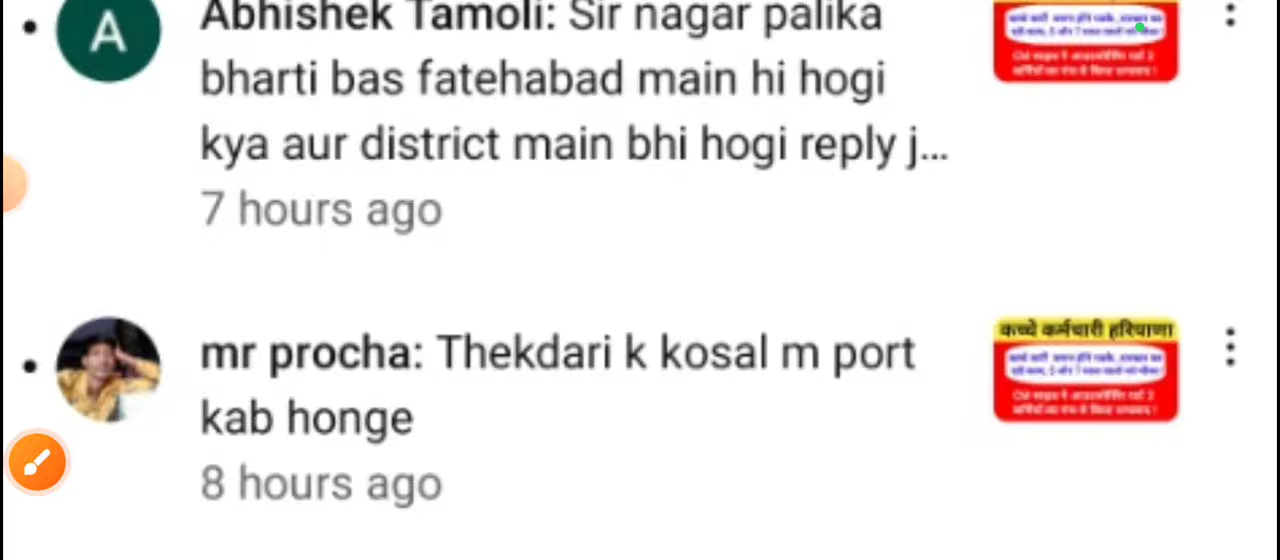 Abhishek Tamoli: Sir nagar palika
bharti bas fatehabad main hi hogi
kya aur district main bhi hogi reply j...
7 hours ago
A
mr procha: Thekdari k kosal m port
kab honge
8 hours ago
कच्चे कर्मचारी हरियाणा